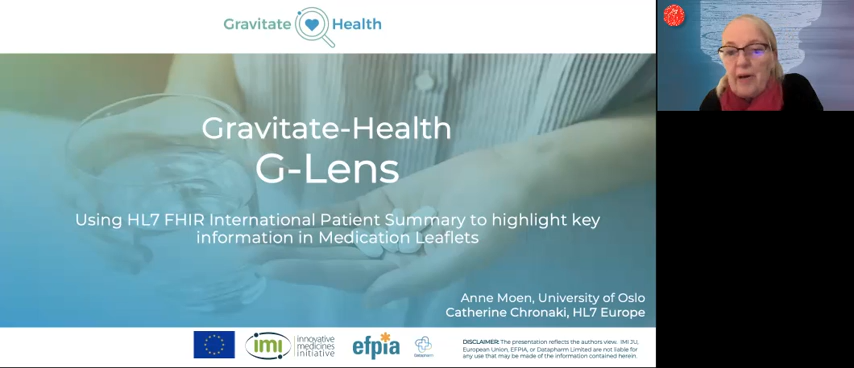 Gravitate Health
Gravitate-Health
G-Lens
Using HL7 FHIR International Patient Summary to highlight key
information in Medication Leaflets
Anne Moen, University of Oslo
Catherine Chronaki, HL7 Europe
imi innovative
medicines
initiative
efpia
DISCLAIMER: The presentation reflects the authors view. IMI JU,
European Union, EFPIA, or Datapharm Limited are not liable for
any use that may be made of the information contained herein.